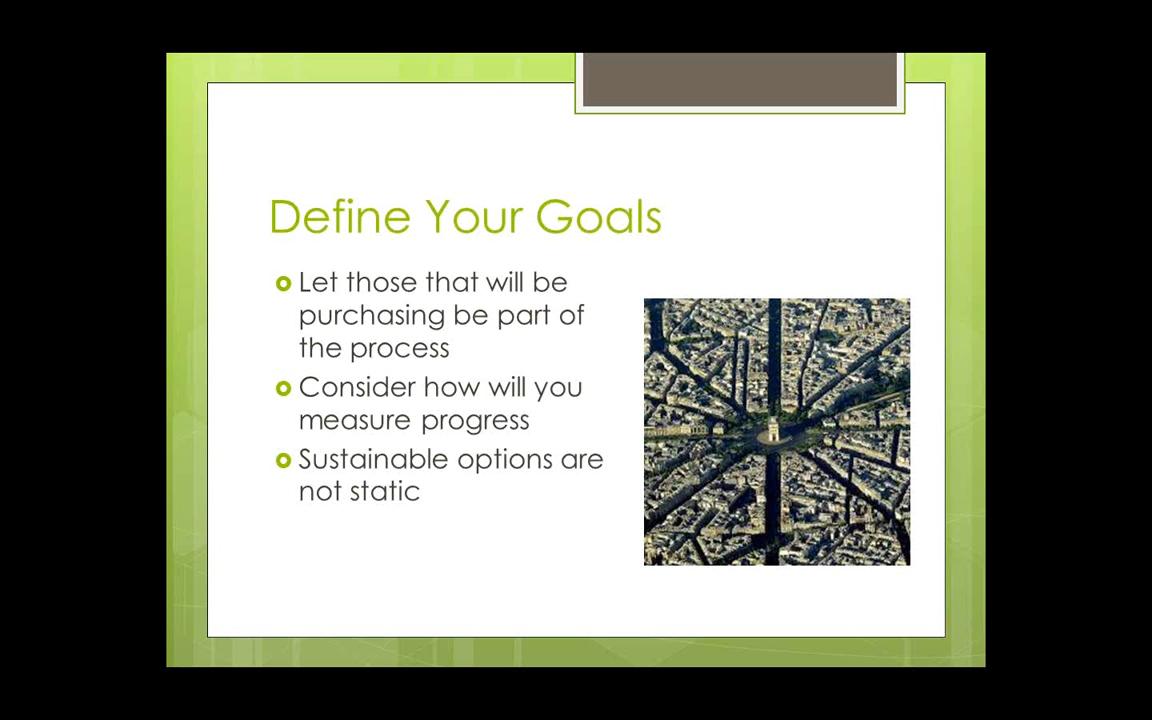 Define Your Goals
Let those that will be
purchasing be part of
the process
Consider how will you
measure progress
Sustainable options are
not static